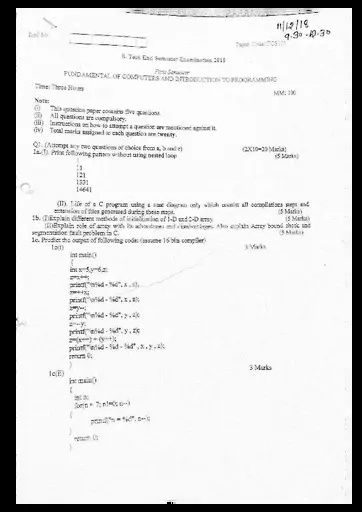 11/12/18
9:30 - 12:30
Roll No
Paper Code:
B. Tech End Semester Examination 2018
First Semester
FUNDAMENTAL OF COMPUTERS AND INTRODUCTION TO PROGRAMMING
Time: Three Hours
MM: 100
Note:
(i) This question paper contains five questions.
(ii) All questions are compulsory.
(iii) Instructions on how to attempt a question are mentioned against it.
(iv) Total marks assigned to each question are twenty.
Q1. (Attempt any two questions of choice from a, b and c) (2X10=20 Marks)
1a.(I). Print following pattern without using nested loop (5 Marks)
1
11
121
1331
14641
(II). Life of a C program using a neat diagram only which consist all compilations steps and
extension of files generated during these steps. (5 Marks)
1b. (I)Explain different methods of initialization of 1-D and 2-D array. (5 Marks)
(II)Explain role of array with its advantages and disadvantages. Also explain Array bound check and
segmentation fault problem in C. (5 Marks)
1c. Predict the output of following codes (assume 16 bits compiler)
1c(I) 3 Marks
int main()
{
int x=5,y=6,z;
z=x++;
printf("\n%d - %d", x , z);
z=++x;
printf("\n%d - %d", x, z);
z=y--;
printf("\n%d - %d", y , z);
z=--y;
printf("\n%d - %d", y, z);
z=(x++) + (y++);
printf("\n%d - %d - %d" , x , y , z);
return 0;
}
1c(II) 3 Marks
int main()
{
int n;
for(n = 7; n!=0; n--)
{
printf("n = %d", n--);
}
return 0;